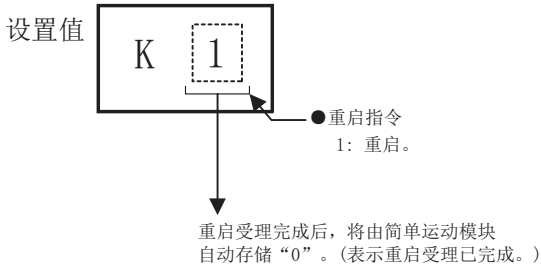 设置值
K 1
●重启指令
1: 重启。
重启受理完成后，将由简单运动模块
自动存储“0”。(表示重启受理已完成。)